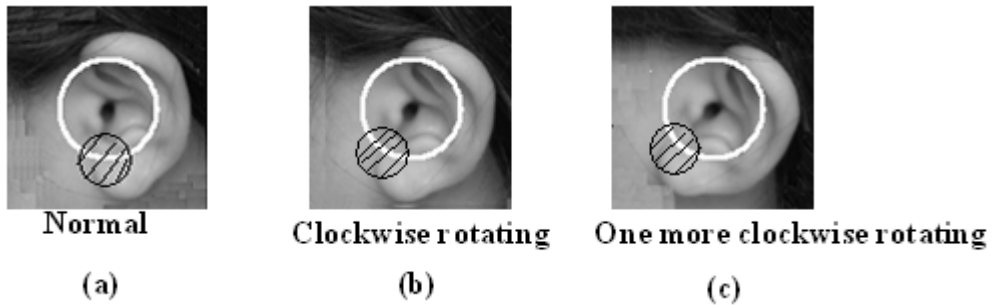 Normal
Clockwise rotating
One more clockwise rotating
(a)
(b)
(c)